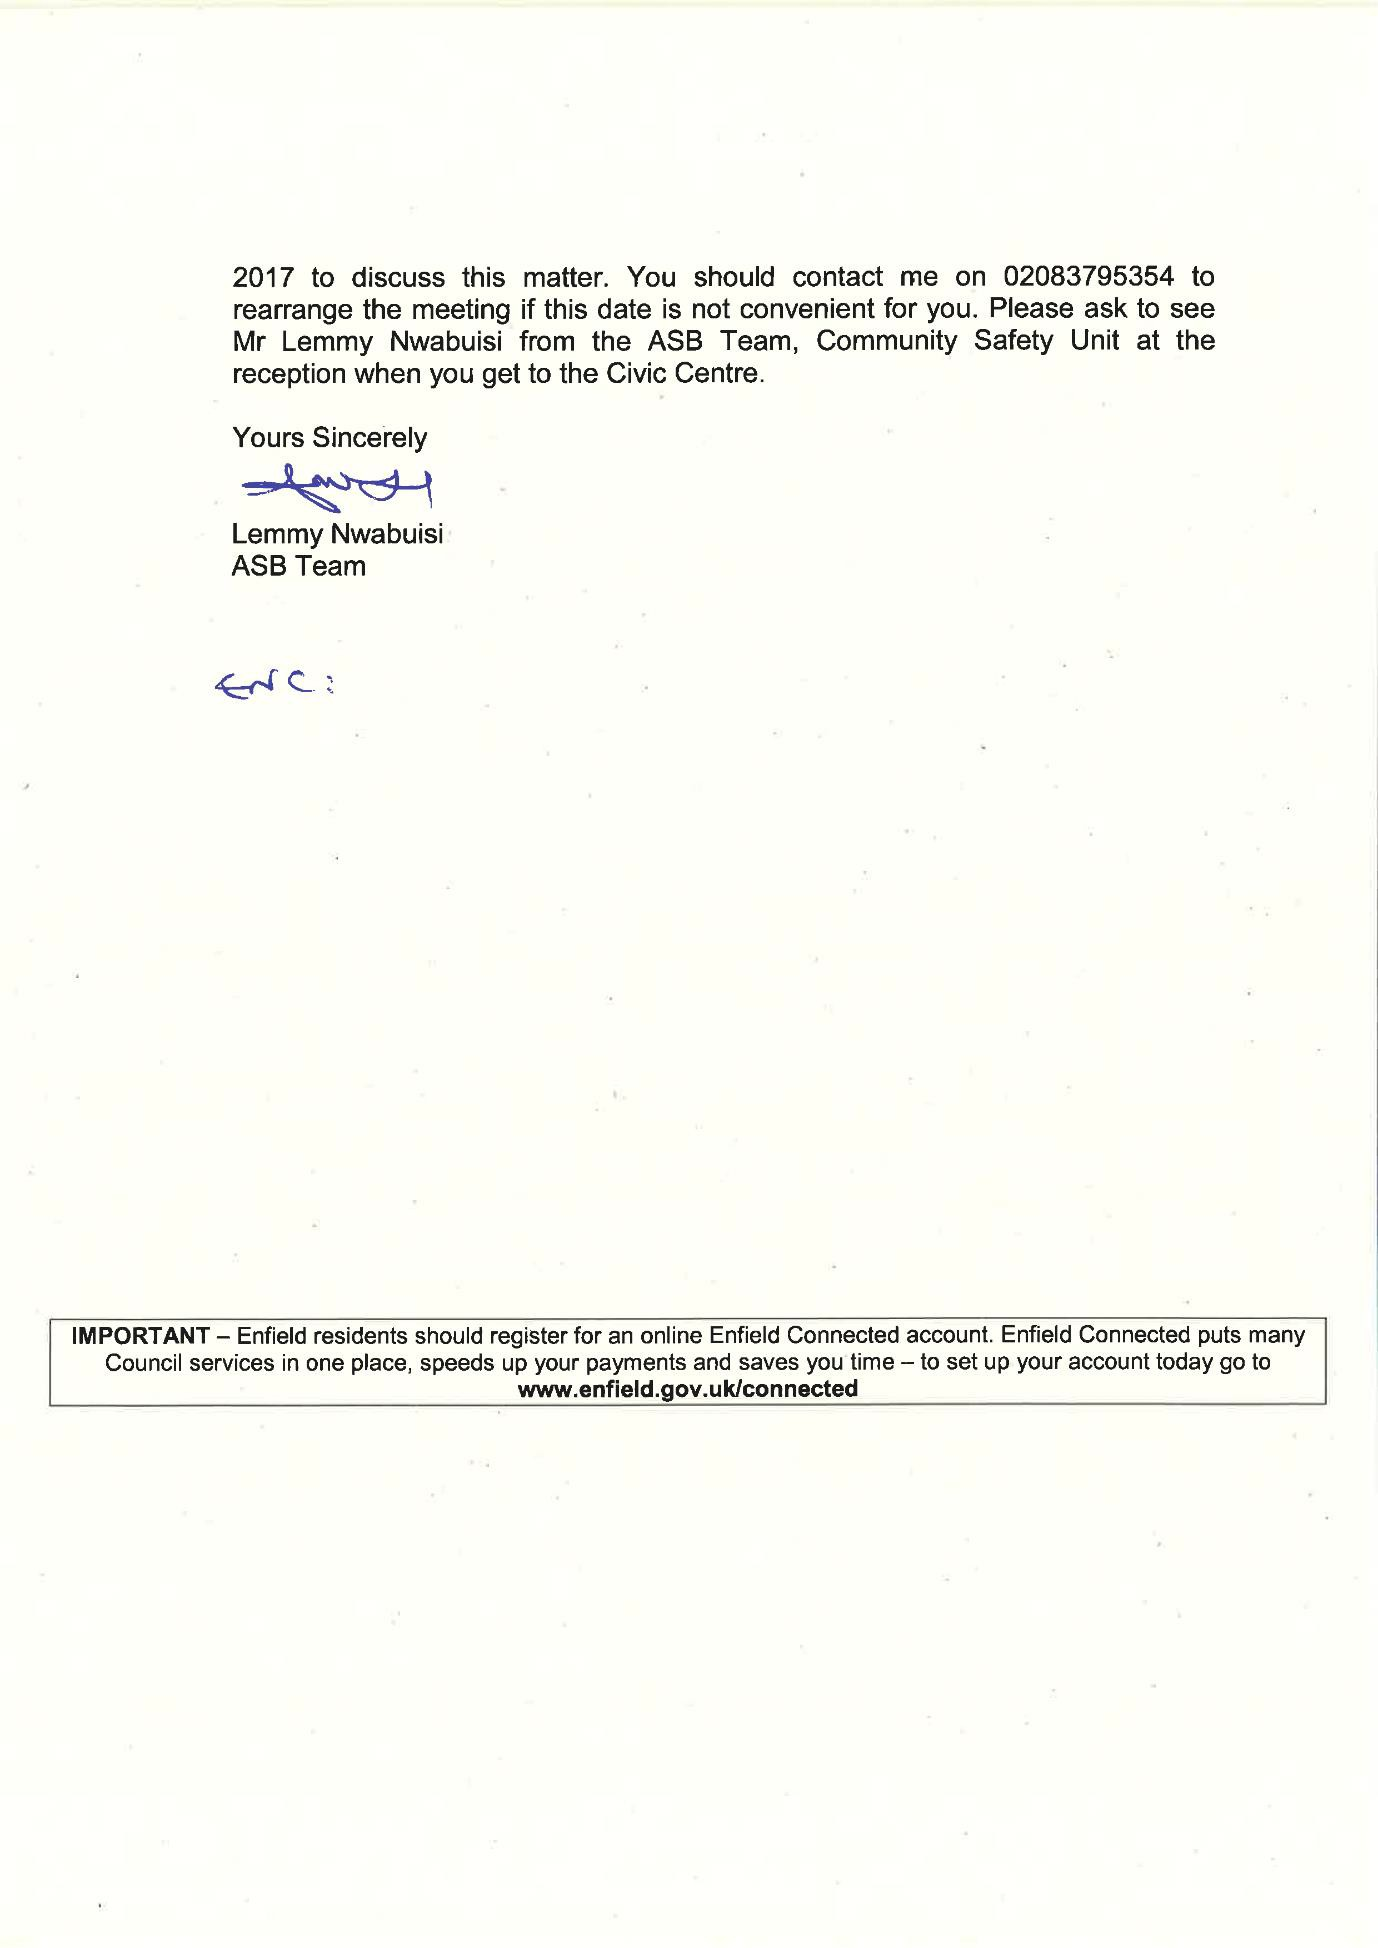 2017 to discuss this matter. You should contact me on 02083795354 to
rearrange the meeting if this date is not convenient for you. Please ask to see
Mr Lemmy Nwabuisi from the ASB Team, Community Safety Unit at the
reception when you get to the Civic Centre.
Yours Sincerely
Lemmy Nwabuisi
ASB Team
ENC:
IMPORTANT – Enfield residents should register for an online Enfield Connected account. Enfield Connected puts many
Council services in one place, speeds up your payments and saves you time – to set up your account today go to
www.enfield.gov.uk/connected